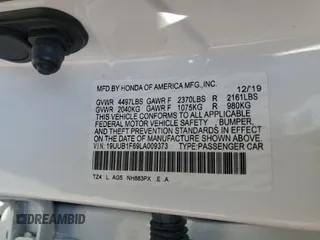 MFD.BY HONDA OF AMERICA MFG.,INC. 12/19
GVWR 4497LBS GAWR F 2370LBS R 2161LBS
GVWR 2040KG GAWR F 1075KG R 980KG
THIS VEHICLE CONFORMS TO ALL APPLICABLE
FEDERAL MOTOR VEHICLE SAFETY, BUMPER,
AND THEFT PREVENTION STANDARDS IN EFFECT
ON THE DATE OF MANUFACTURE SHOWN ABOVE.
V.I.N: 19UUB1F69LA009373 TYPE:PASSENGER CAR
TZ4 L AG5 NH883PX E .A
DREAMBID